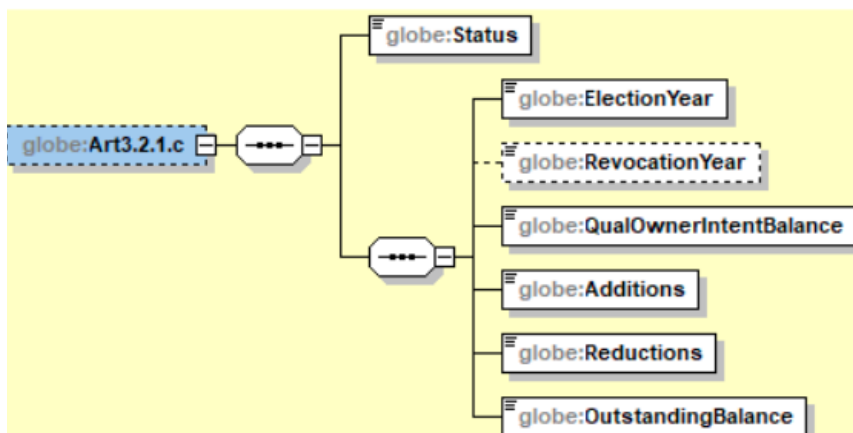 globe:Status
globe:ElectionYear
globe:Art3.2.1.c
globe:RevocationYear
globe:QualOwnerIntentBalance
globe:Additions
globe:Reductions
globe:OutstandingBalance